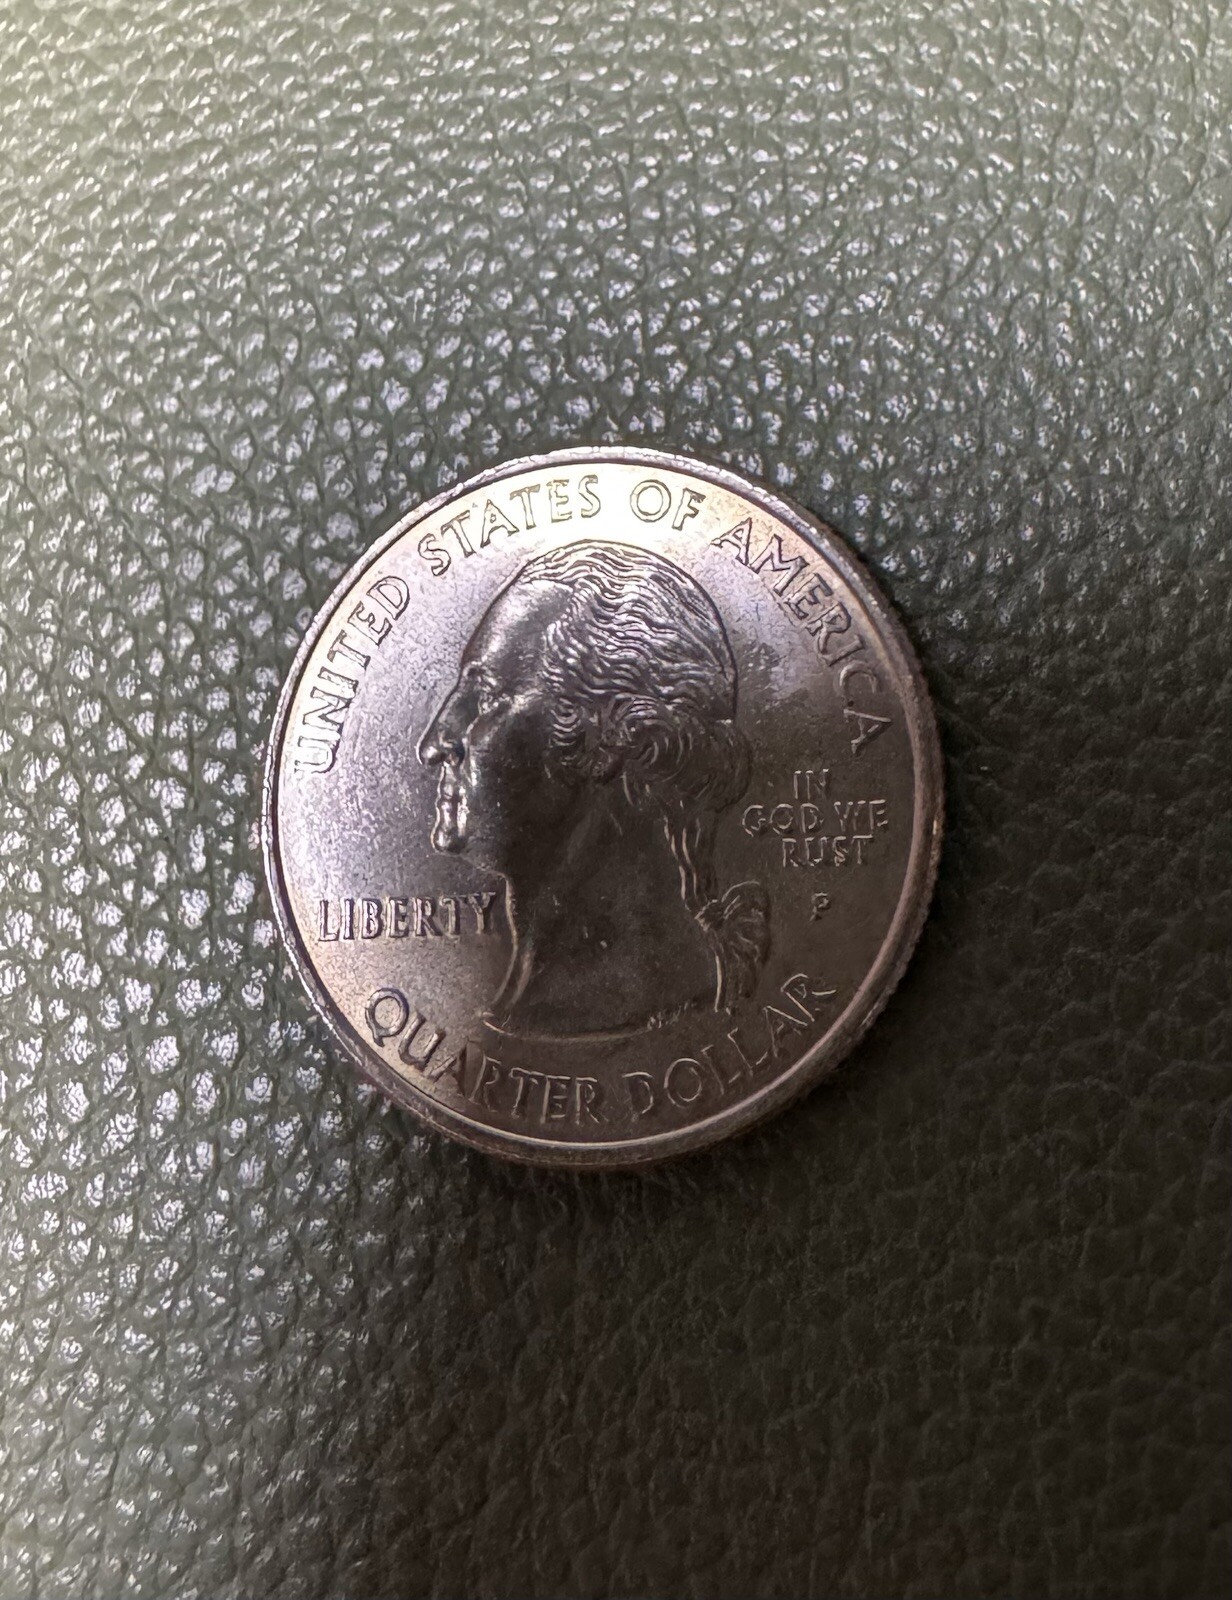 UNITED STATES OF AMERICA
LIBERTY
IN
GOD WE
RUST
P
QUARTER DOLLAR